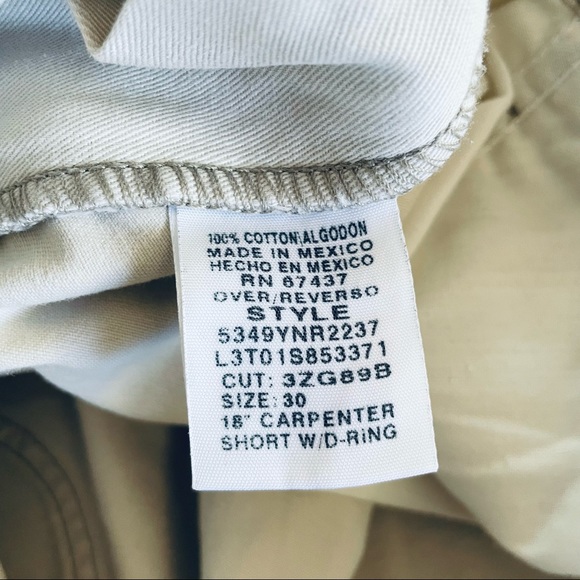 100% COTTON\ALGODON
MADE IN MEXICO
HECHO EN MEXICO
RN 67437
OVER/REVERSO
STYLE
5349YNR2237
L3T01S853371
CUT: 3ZG89B
SIZE: 30
18" CARPENTER
SHORT W/D-RING